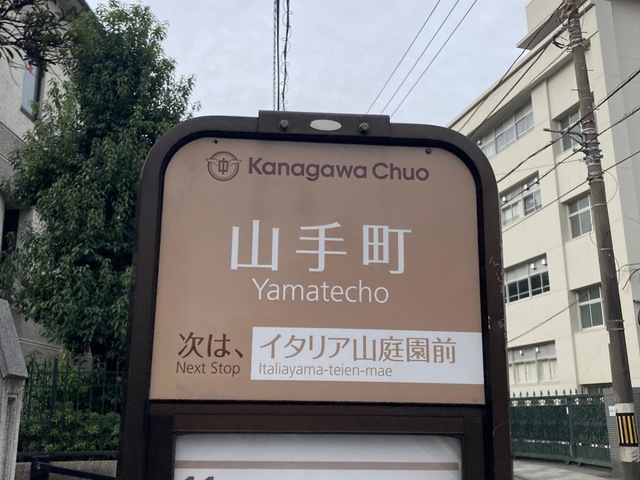 Kanagawa Chuo
山手町
Yamatecho
次は、 イタリア山庭園前
Next Stop Italiayama-teien-mae